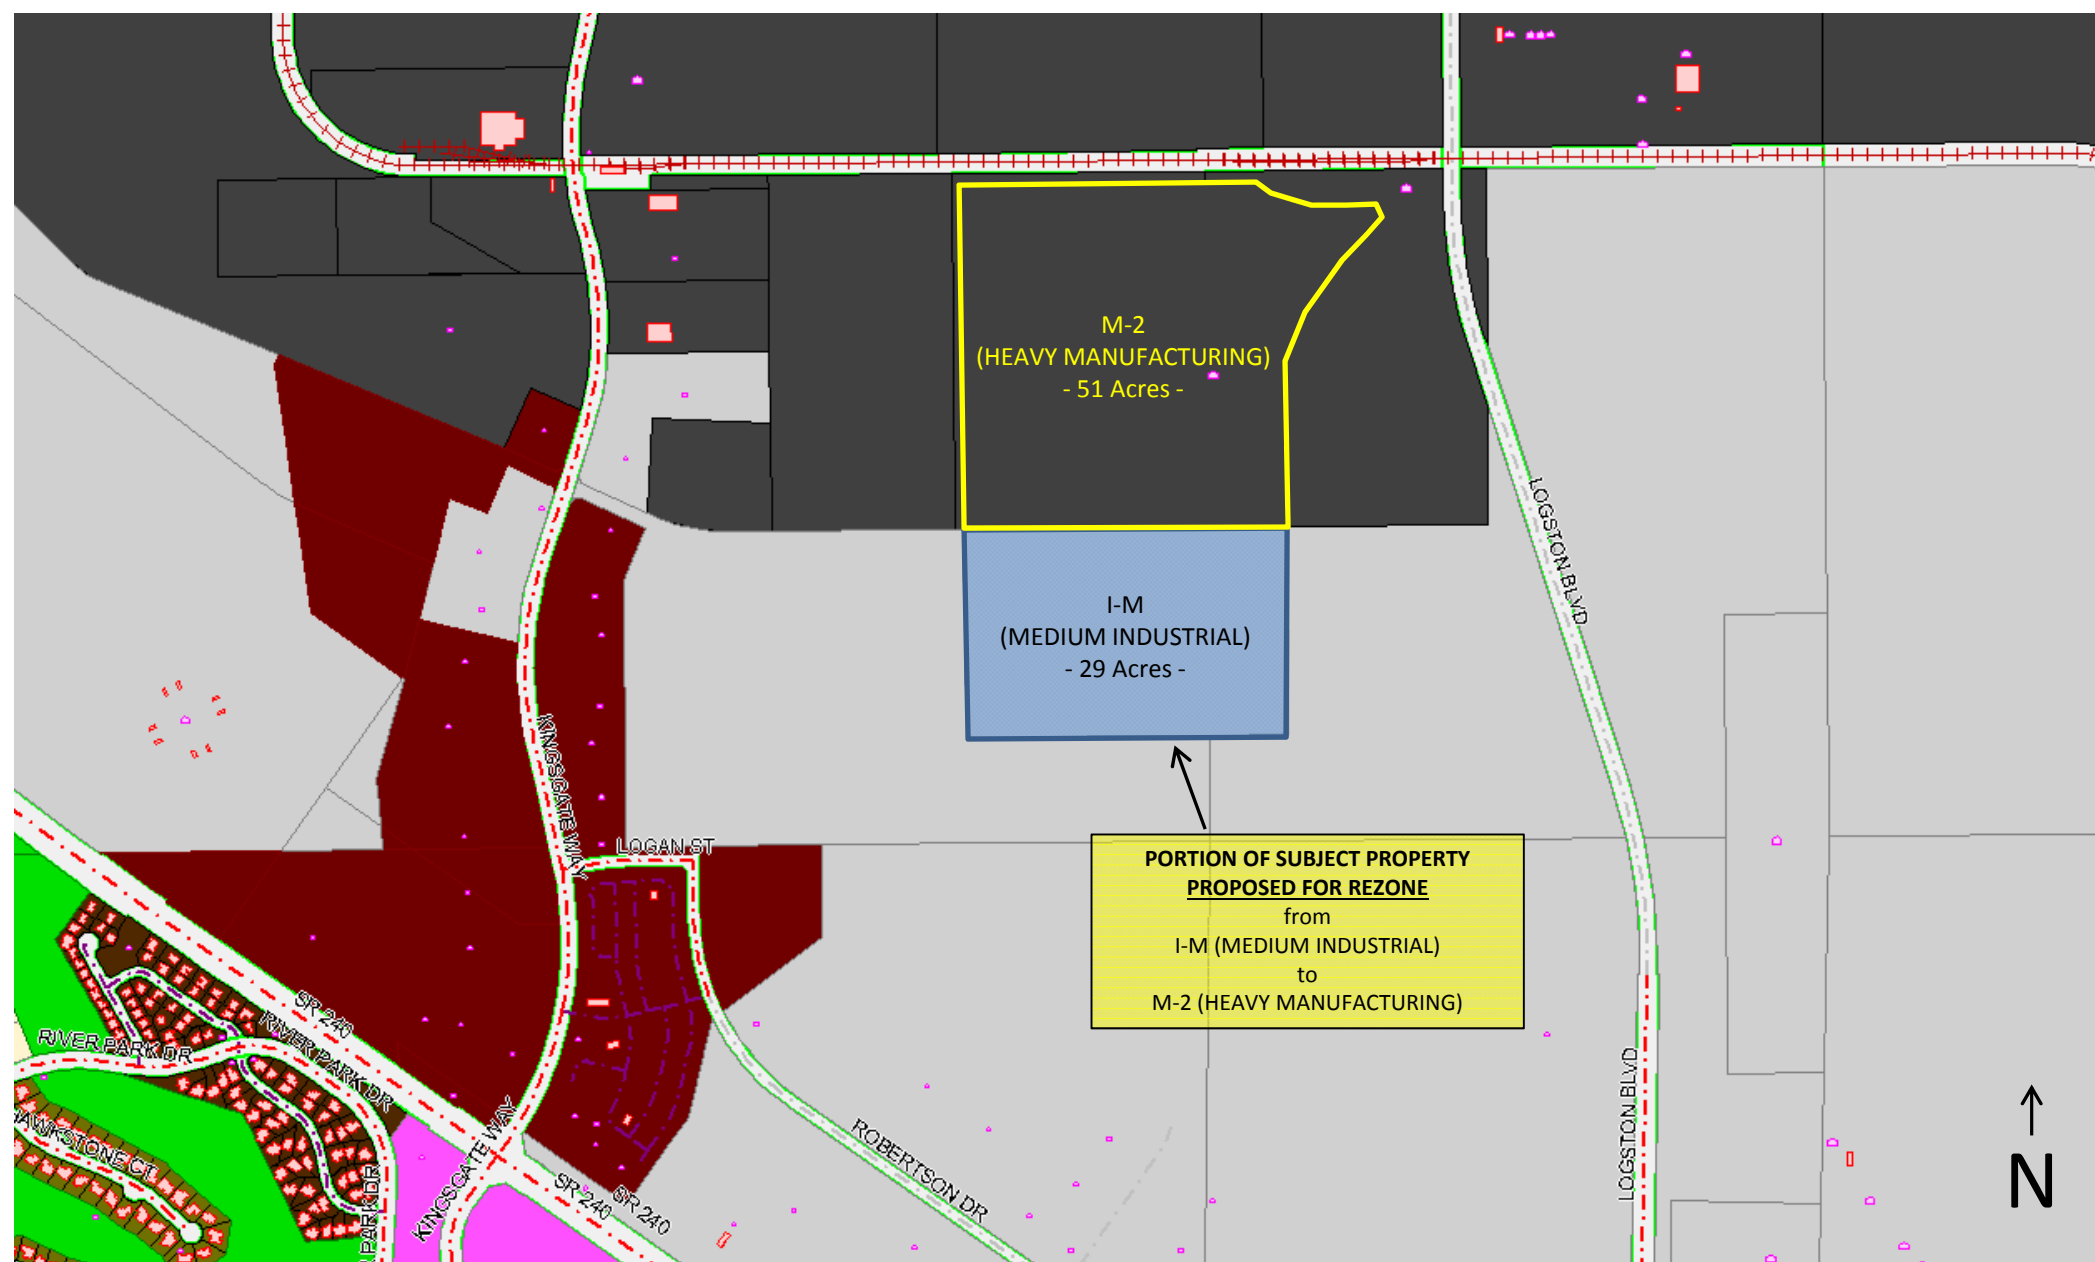 M-2
(HEAVY MANUFACTURING)
- 51 Acres -
LOGSTON BLVD
I-M
(MEDIUM INDUSTRIAL)
- 29 Acres -
KINGSGATE WAY
LOGAN ST
PORTION OF SUBJECT PROPERTY
PROPOSED FOR REZONE
from
I-M (MEDIUM INDUSTRIAL)
to
M-2 (HEAVY MANUFACTURING)
SR 240
RIVER PARK DR
RIVER PARK DR
HAWKSTONE CT
PARK DR
KINGSGATE WAY
SR 240
SR 240
ROBERTSON DR
LOGSTON BLVD
N